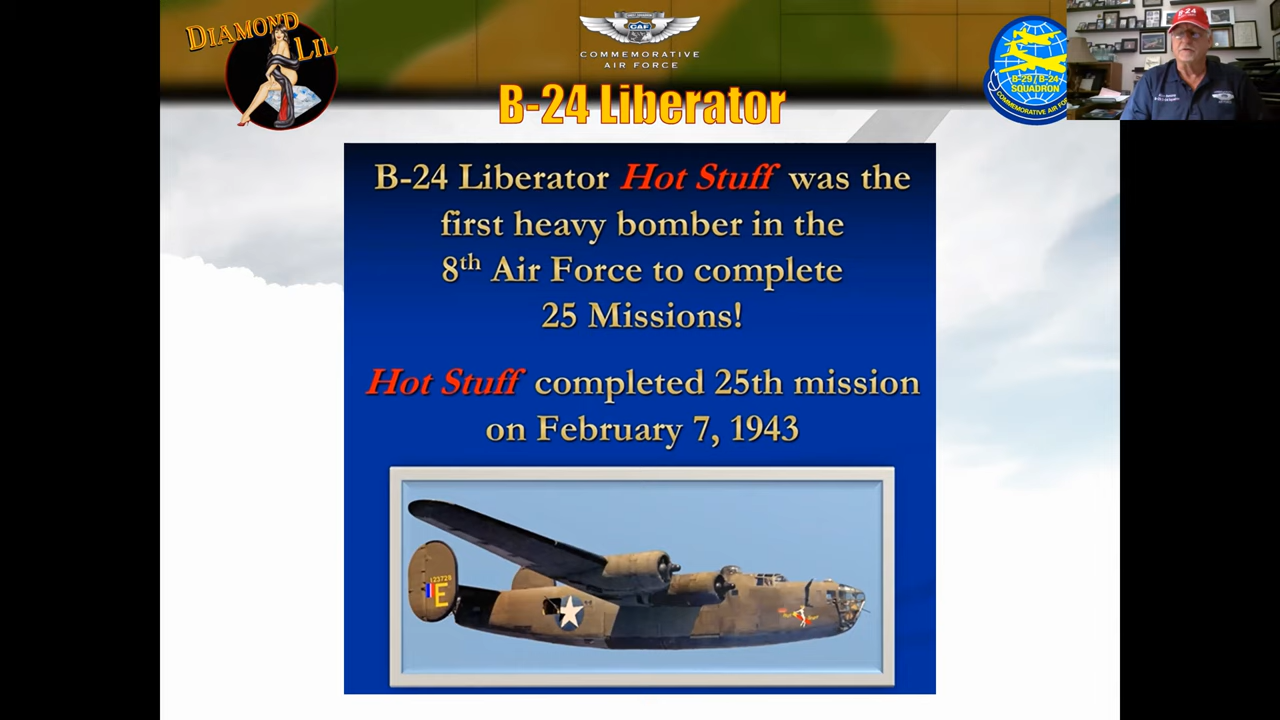 DIAMOND LIL
CAF
COMMEMORATIVE
AIR FORCE
B-24 Liberator
B-29/B-24
SQUADRON
COMMEMORATIVE AIR
B-24
B-24 Liberator Hot Stuff was the
first heavy bomber in the
8th Air Force to complete
25 Missions!
Hot Stuff completed 25th mission
on February 7, 1943
123728
E